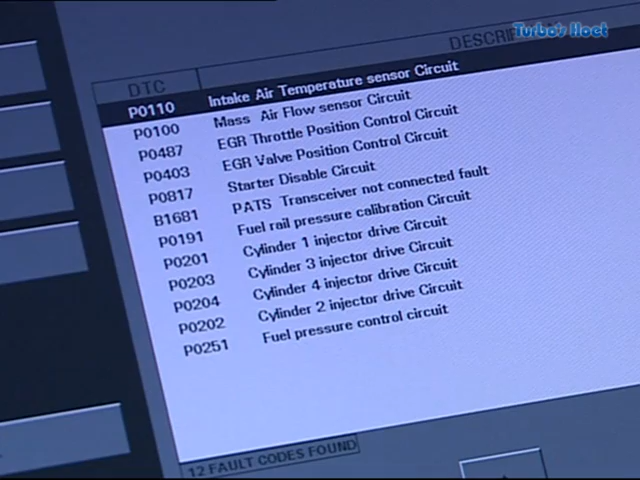 Turbo's Hoet
DTC DESCRI
P0110 Intake Air Temperature sensor Circuit
P0100 Mass Air Flow sensor Circuit
P0487 EGR Throttle Position Control Circuit
P0403 EGR Valve Position Control Circuit
P0817 Starter Disable Circuit
B1681 PATS Transceiver not connected fault
P0191 Fuel rail pressure calibration Circuit
P0201 Cylinder 1 injector drive Circuit
P0203 Cylinder 3 injector drive Circuit
P0204 Cylinder 4 injector drive Circuit
P0202 Cylinder 2 injector drive Circuit
P0251 Fuel pressure control circuit
12 FAULT CODES FOUND